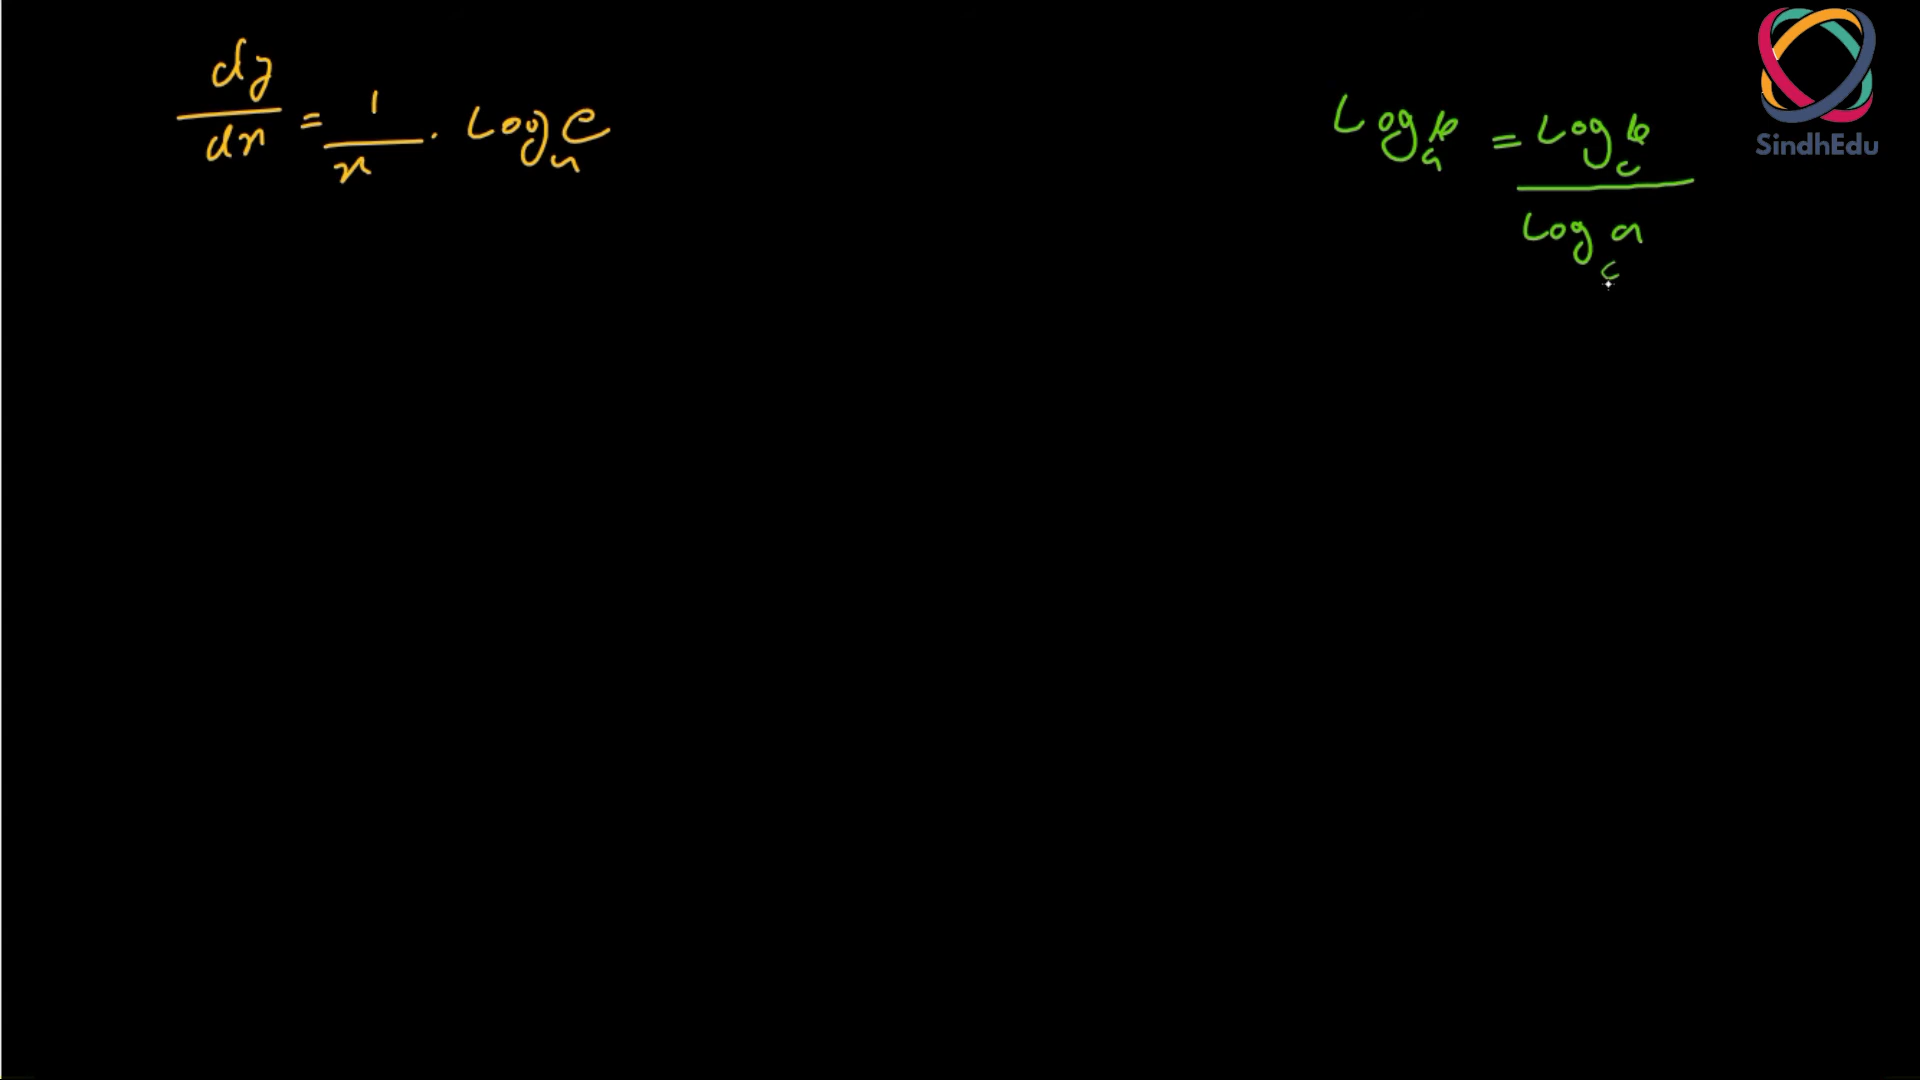 dy/dx = 1/x · Log_a e
Log_a b = Log_c b / Log_c a
SindhEdu